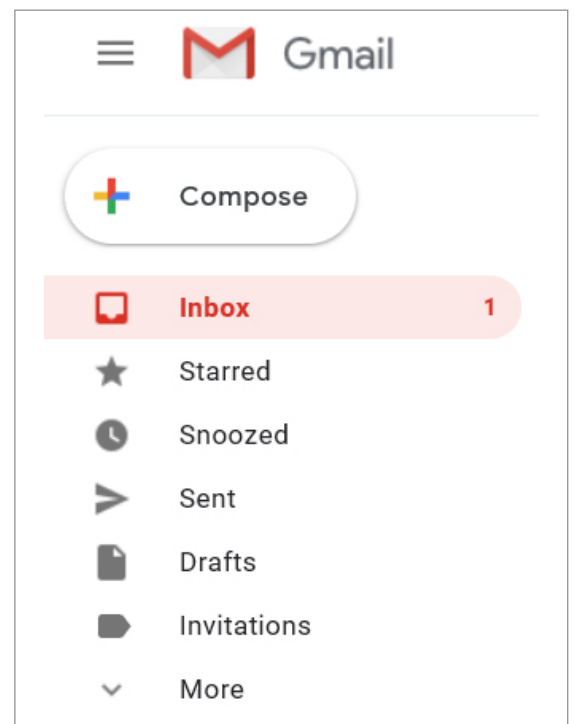 Gmail
Compose
Inbox 1
Starred
Snoozed
Sent
Drafts
Invitations
More